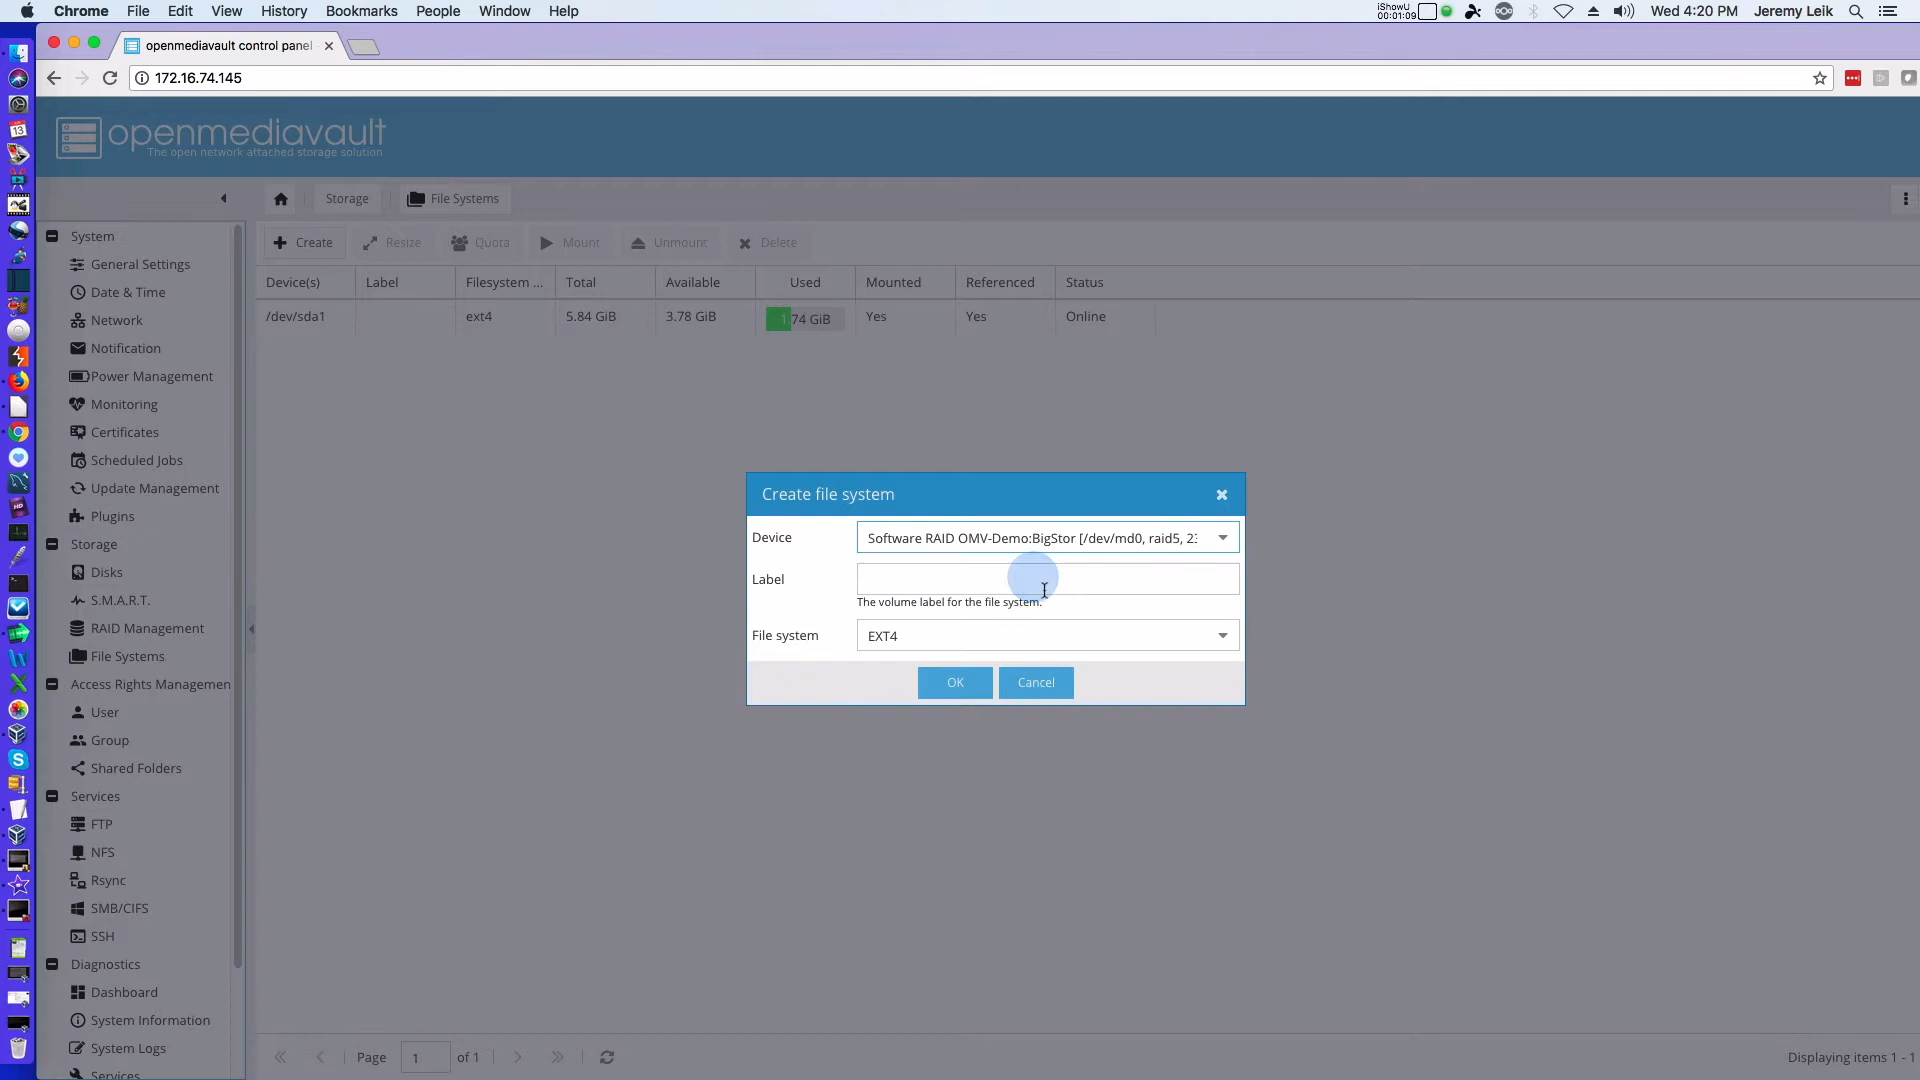 Chrome File Edit View History Bookmarks People Window Help
iShowU
00:01:09
Wed 4:20 PM Jeremy Leik
openmediavault control panel
172.16.74.145
openmediavault
The open network attached storage solution
Storage File Systems
Create Resize Quota Mount Unmount Delete
Device(s) Label Filesystem ... Total Available Used Mounted Referenced Status
/dev/sda1 ext4 5.84 GiB 3.78 GiB 1.74 GiB Yes Yes Online
System
General Settings
Date & Time
Network
Notification
Power Management
Monitoring
Certificates
Scheduled Jobs
Update Management
Plugins
Storage
Disks
S.M.A.R.T.
RAID Management
File Systems
Access Rights Managemen
User
Group
Shared Folders
Services
FTP
NFS
Rsync
SMB/CIFS
SSH
Diagnostics
Dashboard
System Information
System Logs
Services
Create file system
Device Software RAID OMV-Demo:BigStor [/dev/md0, raid5, 23
Label
The volume label for the file system.
File system EXT4
OK Cancel
Page 1 of 1
Displaying items 1 - 1